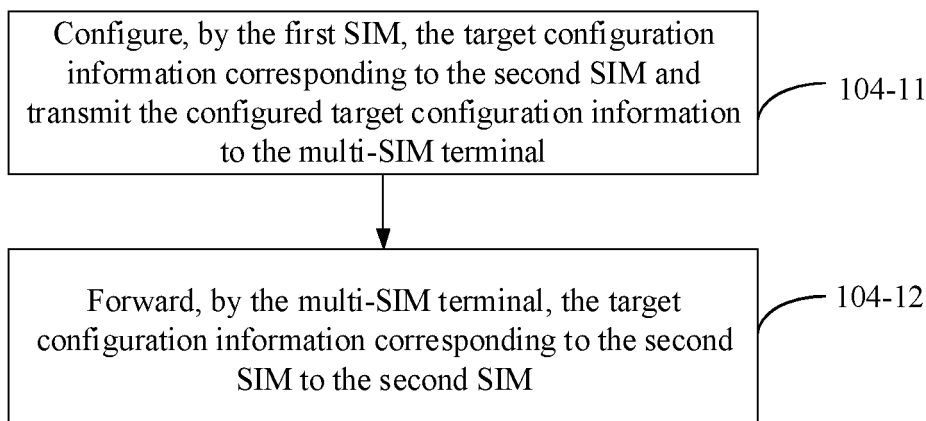 Configure, by the first SIM, the target configuration
information corresponding to the second SIM and
transmit the configured target configuration information
to the multi-SIM terminal
104-11
Forward, by the multi-SIM terminal, the target
configuration information corresponding to the second
SIM to the second SIM
104-12